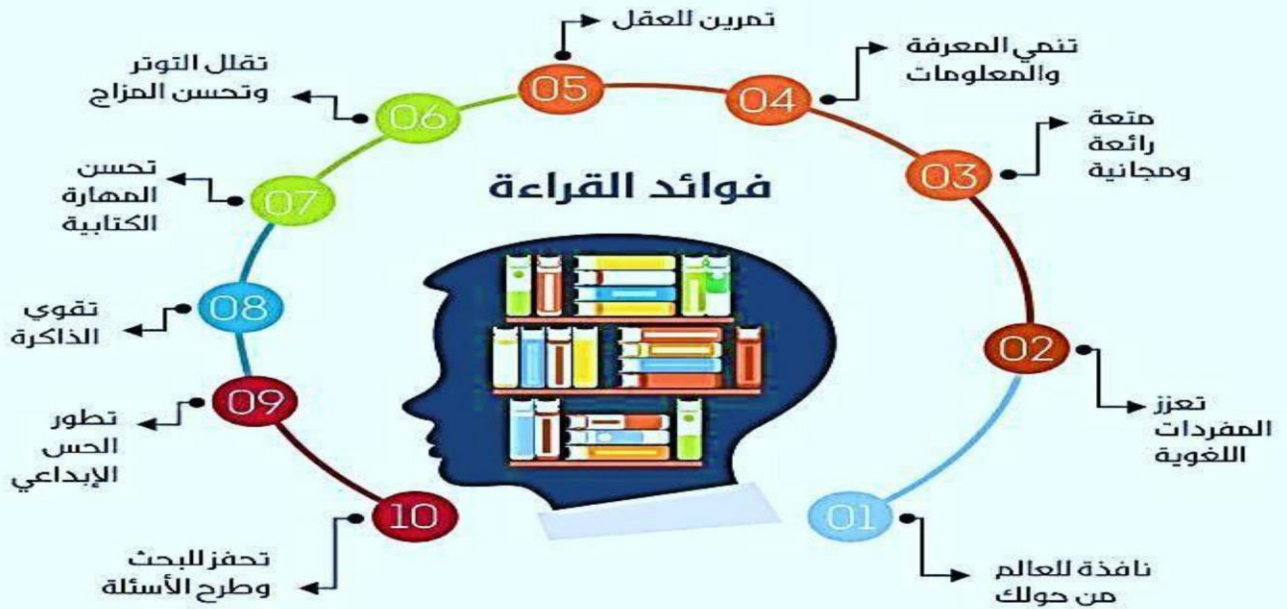 فوائد القراءة
01
نافذة للعالم
من حولك
02
تعزز
المفردات
اللغوية
03
متعة
رائعة
ومجانية
04
تنمي المعرفة
والمعلومات
05
تمرين للعقل
06
تقلل التوتر
وتحسن المزاج
07
تحسن
المهارة
الكتابية
08
تقوي
الذاكرة
09
تطور
الحس
الإبداعي
10
تحفز للبحث
وطرح الأسئلة